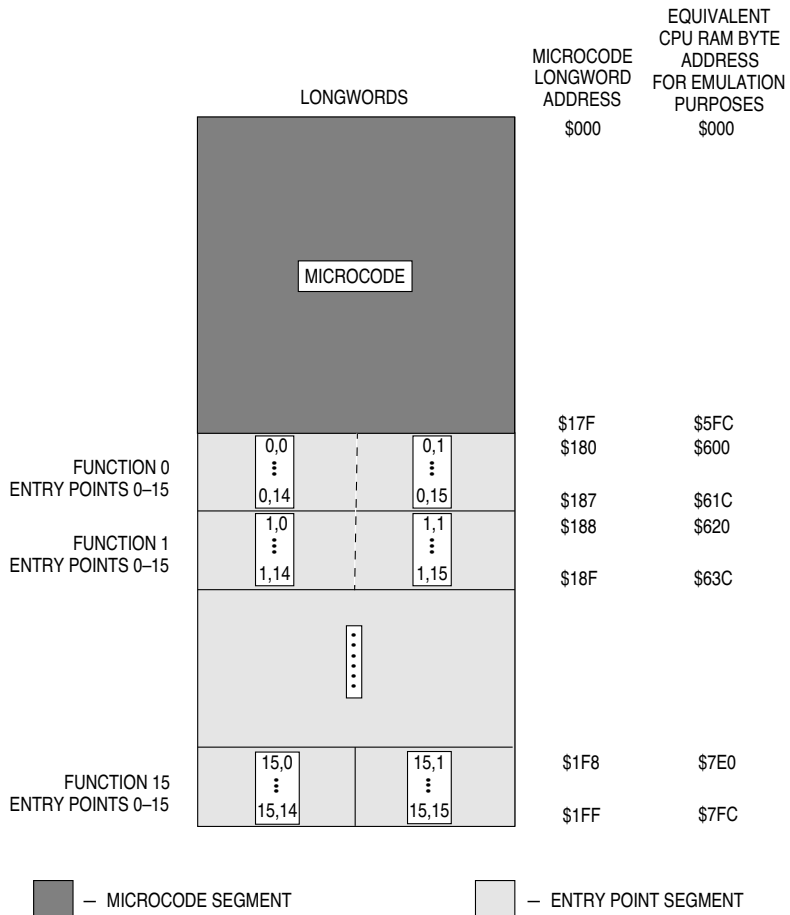 LONGWORDS
MICROCODE
LONGWORD
ADDRESS
EQUIVALENT
CPU RAM BYTE
ADDRESS
FOR EMULATION
PURPOSES
$000 $000
MICROCODE
$17F $5FC
FUNCTION 0
ENTRY POINTS 0–15
0,0 0,1 $180 $600
0,14 0,15 $187 $61C
FUNCTION 1
ENTRY POINTS 0–15
1,0 1,1 $188 $620
1,14 1,15 $18F $63C
FUNCTION 15
ENTRY POINTS 0–15
15,0 15,1 $1F8 $7E0
15,14 15,15 $1FF $7FC
– MICROCODE SEGMENT
– ENTRY POINT SEGMENT